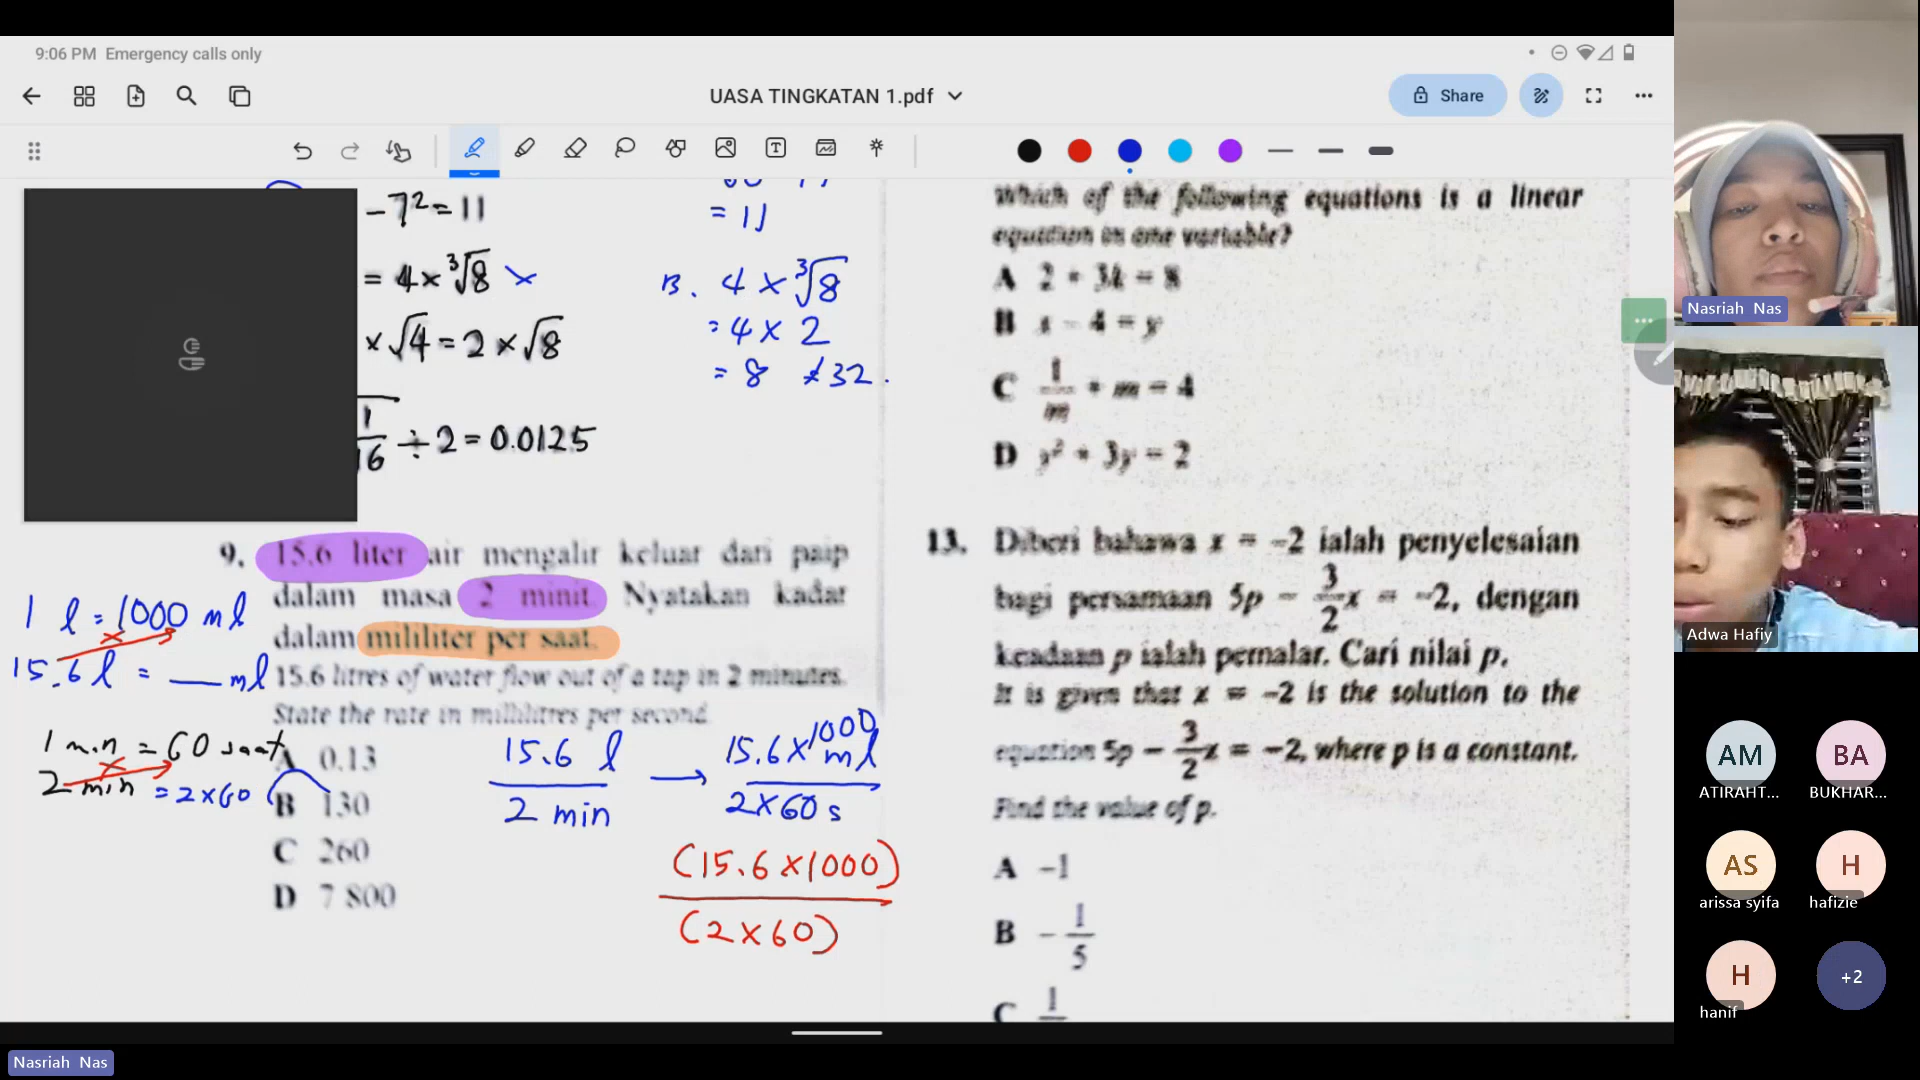 9:06 PM Emergency calls only
UASA TINGKATAN 1.pdf
Share
- 7² = 11
= 4 x ³√8 x
x √4 = 2 x √8
1/16 ÷ 2 = 0.0125
= 11
B. 4 x ³√8
= 4 x 2
= 8 ≠ 32.
9. 15.6 liter air mengalir keluar dari paip
dalam masa 2 minit. Nyatakan kadar
dalam mililiter per saat.
15.6 litres of water flow out of a tap in 2 minutes.
State the rate in millilitres per second.
A 0.13
B 130
C 260
D 7 800
1 l = 1000 ml
15.6 l = __ ml
1 min = 60 saat
2 min = 2x60
15.6 l / 2 min → 15.6 x 1000 ml / 2 x 60 s
(15.6 x 1000)
(2 x 60)
Which of the following equations is a linear
equation in one variable?
A 2 + 3k = 8
B x - 4 = y
C 1/m + m = 4
D y² + 3y = 2
13. Diberi bahawa x = -2 ialah penyelesaian
bagi persamaan 5p - 3/2 x = -2, dengan
keadaan p ialah pemalar. Cari nilai p.
It is given that x = -2 is the solution to the
equation 5p - 3/2 x = -2, where p is a constant.
Find the value of p.
A -1
B - 1/5
C 1
Nasriah Nas
Adwa Hafiy
AM
ATIRAHT...
BA
BUKHAR...
AS
arissa syifa
H
hafizie
H
hanif
+2
Nasriah Nas